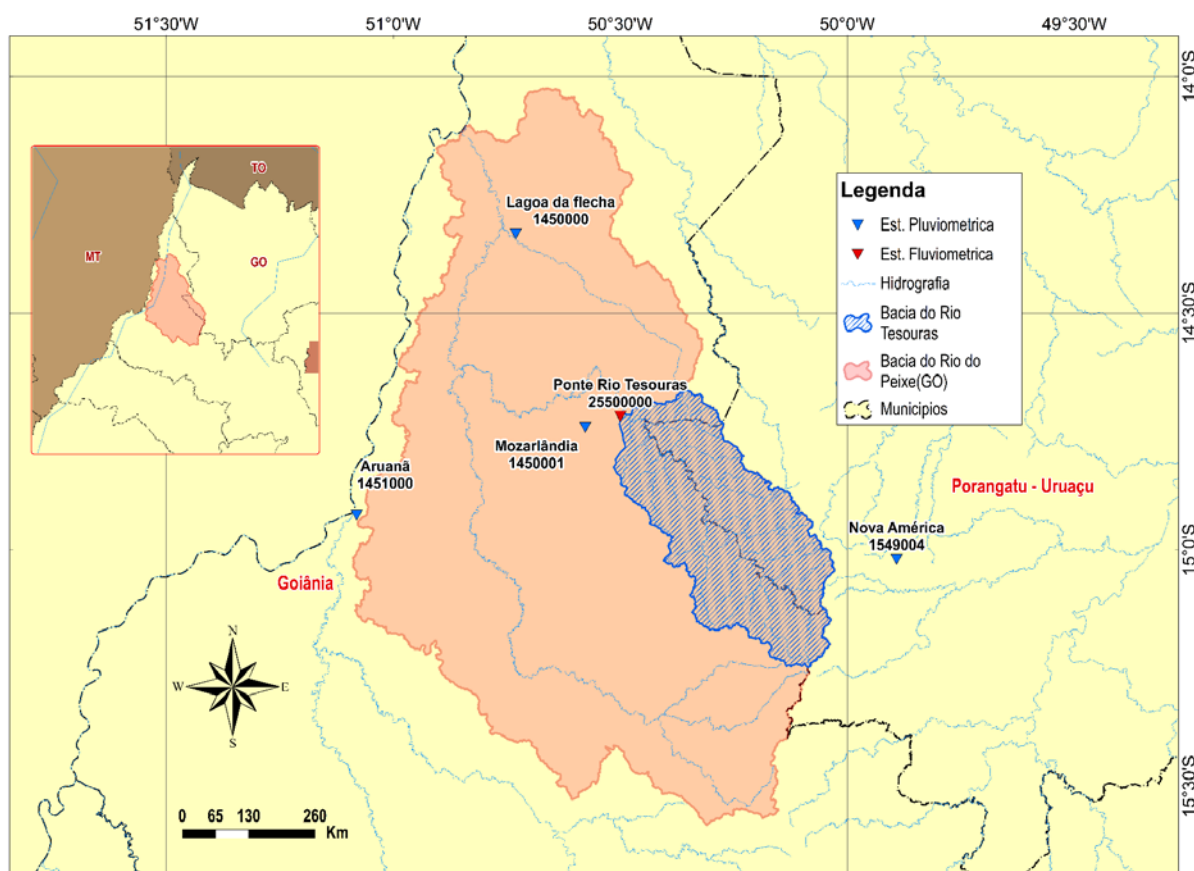 51°30'W 51°0'W 50°30'W 50°0'W 49°30'W
14°0'S
14°30'S
15°0'S
15°30'S
TO
MT
GO
Lagoa da flecha
1450000
Legenda
Est. Pluviometrica
Est. Fluviometrica
Hidrografia
Bacia do Rio
Tesouras
Bacia do Rio do
Peixe(GO)
Municipios
Ponte Rio Tesouras
25500000
Mozarlândia
1450001
Aruanã
1451000
Porangatu - Uruaçu
Nova América
1549004
Goiânia
N
W E
S
0 65 130 260
Km